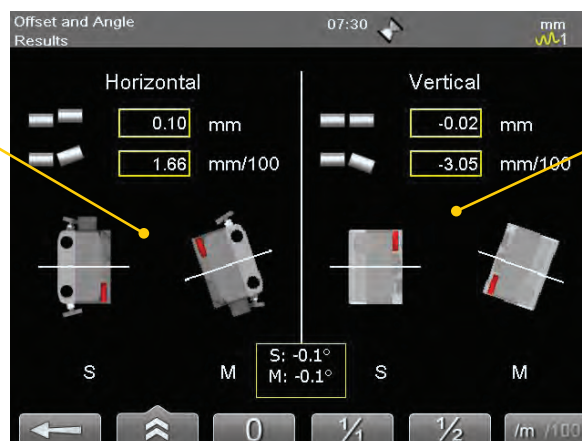 Offset and Angle
Results
07:30
mm
1
Horizontal
0.10 mm
1.66 mm/100
Vertical
-0.02 mm
-3.05 mm/100
S
M
S: -0.1°
M: -0.1°
S
M
0
1/1
1/2
/m /100